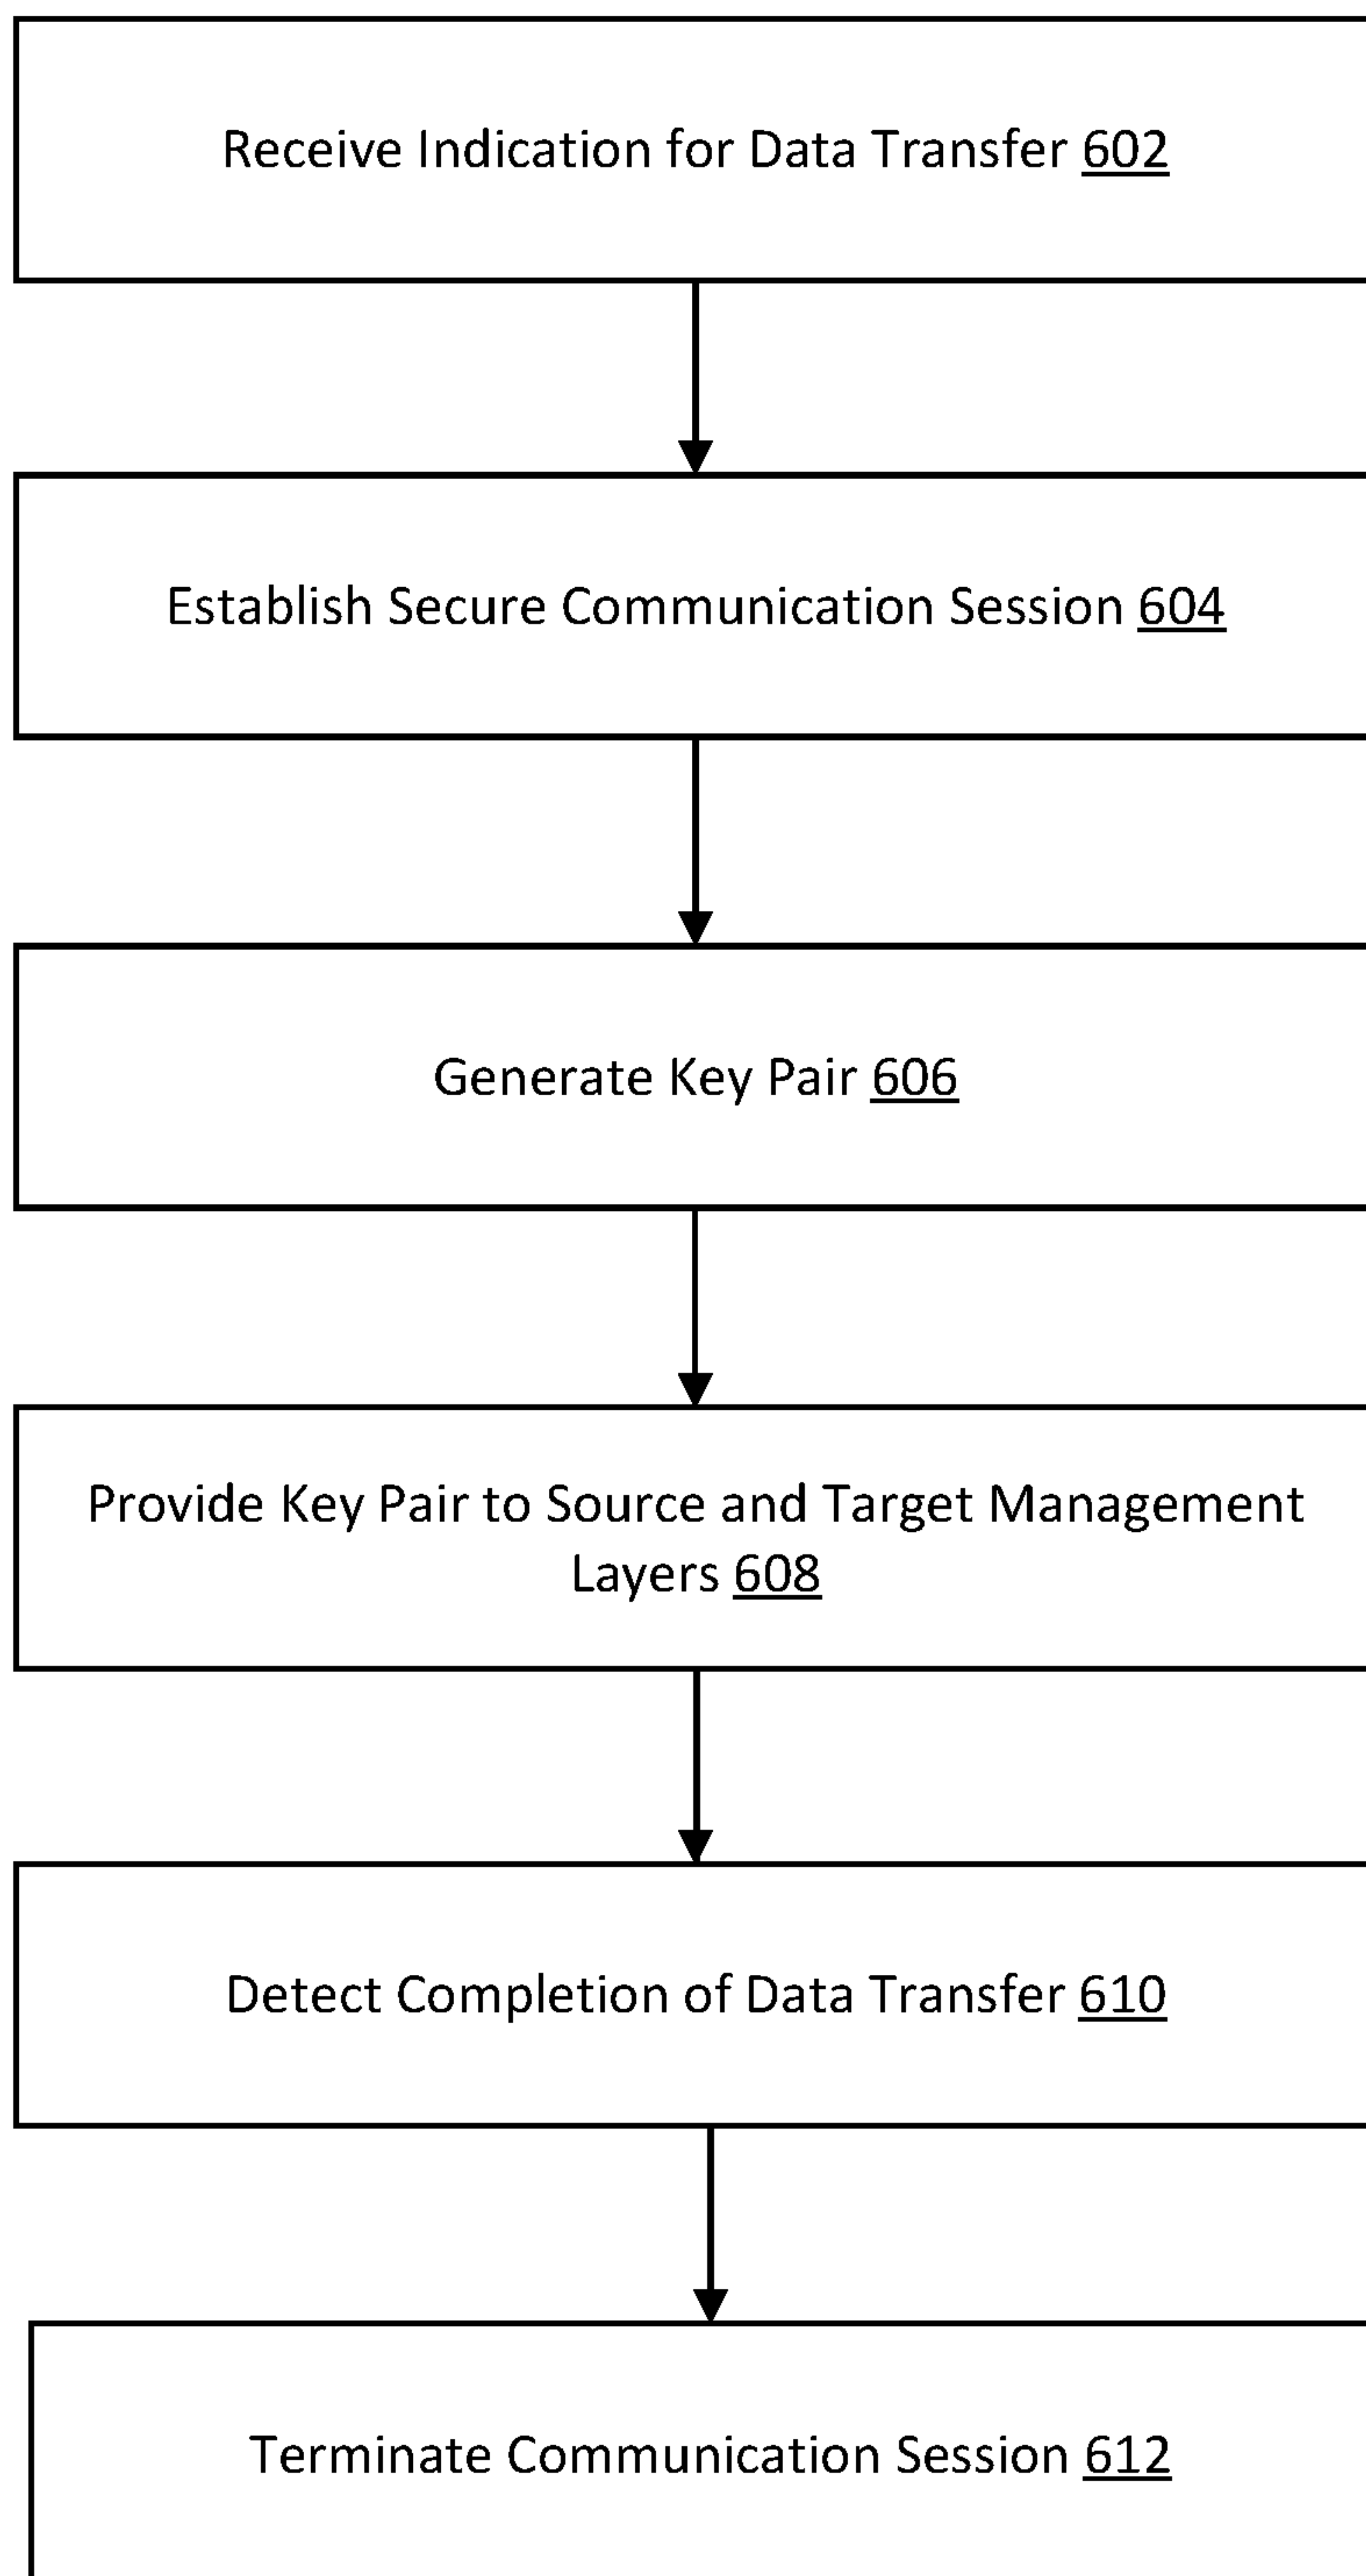 Receive Indication for Data Transfer 602
Establish Secure Communication Session 604
Generate Key Pair 606
Provide Key Pair to Source and Target Management
Layers 608
Detect Completion of Data Transfer 610
Terminate Communication Session 612